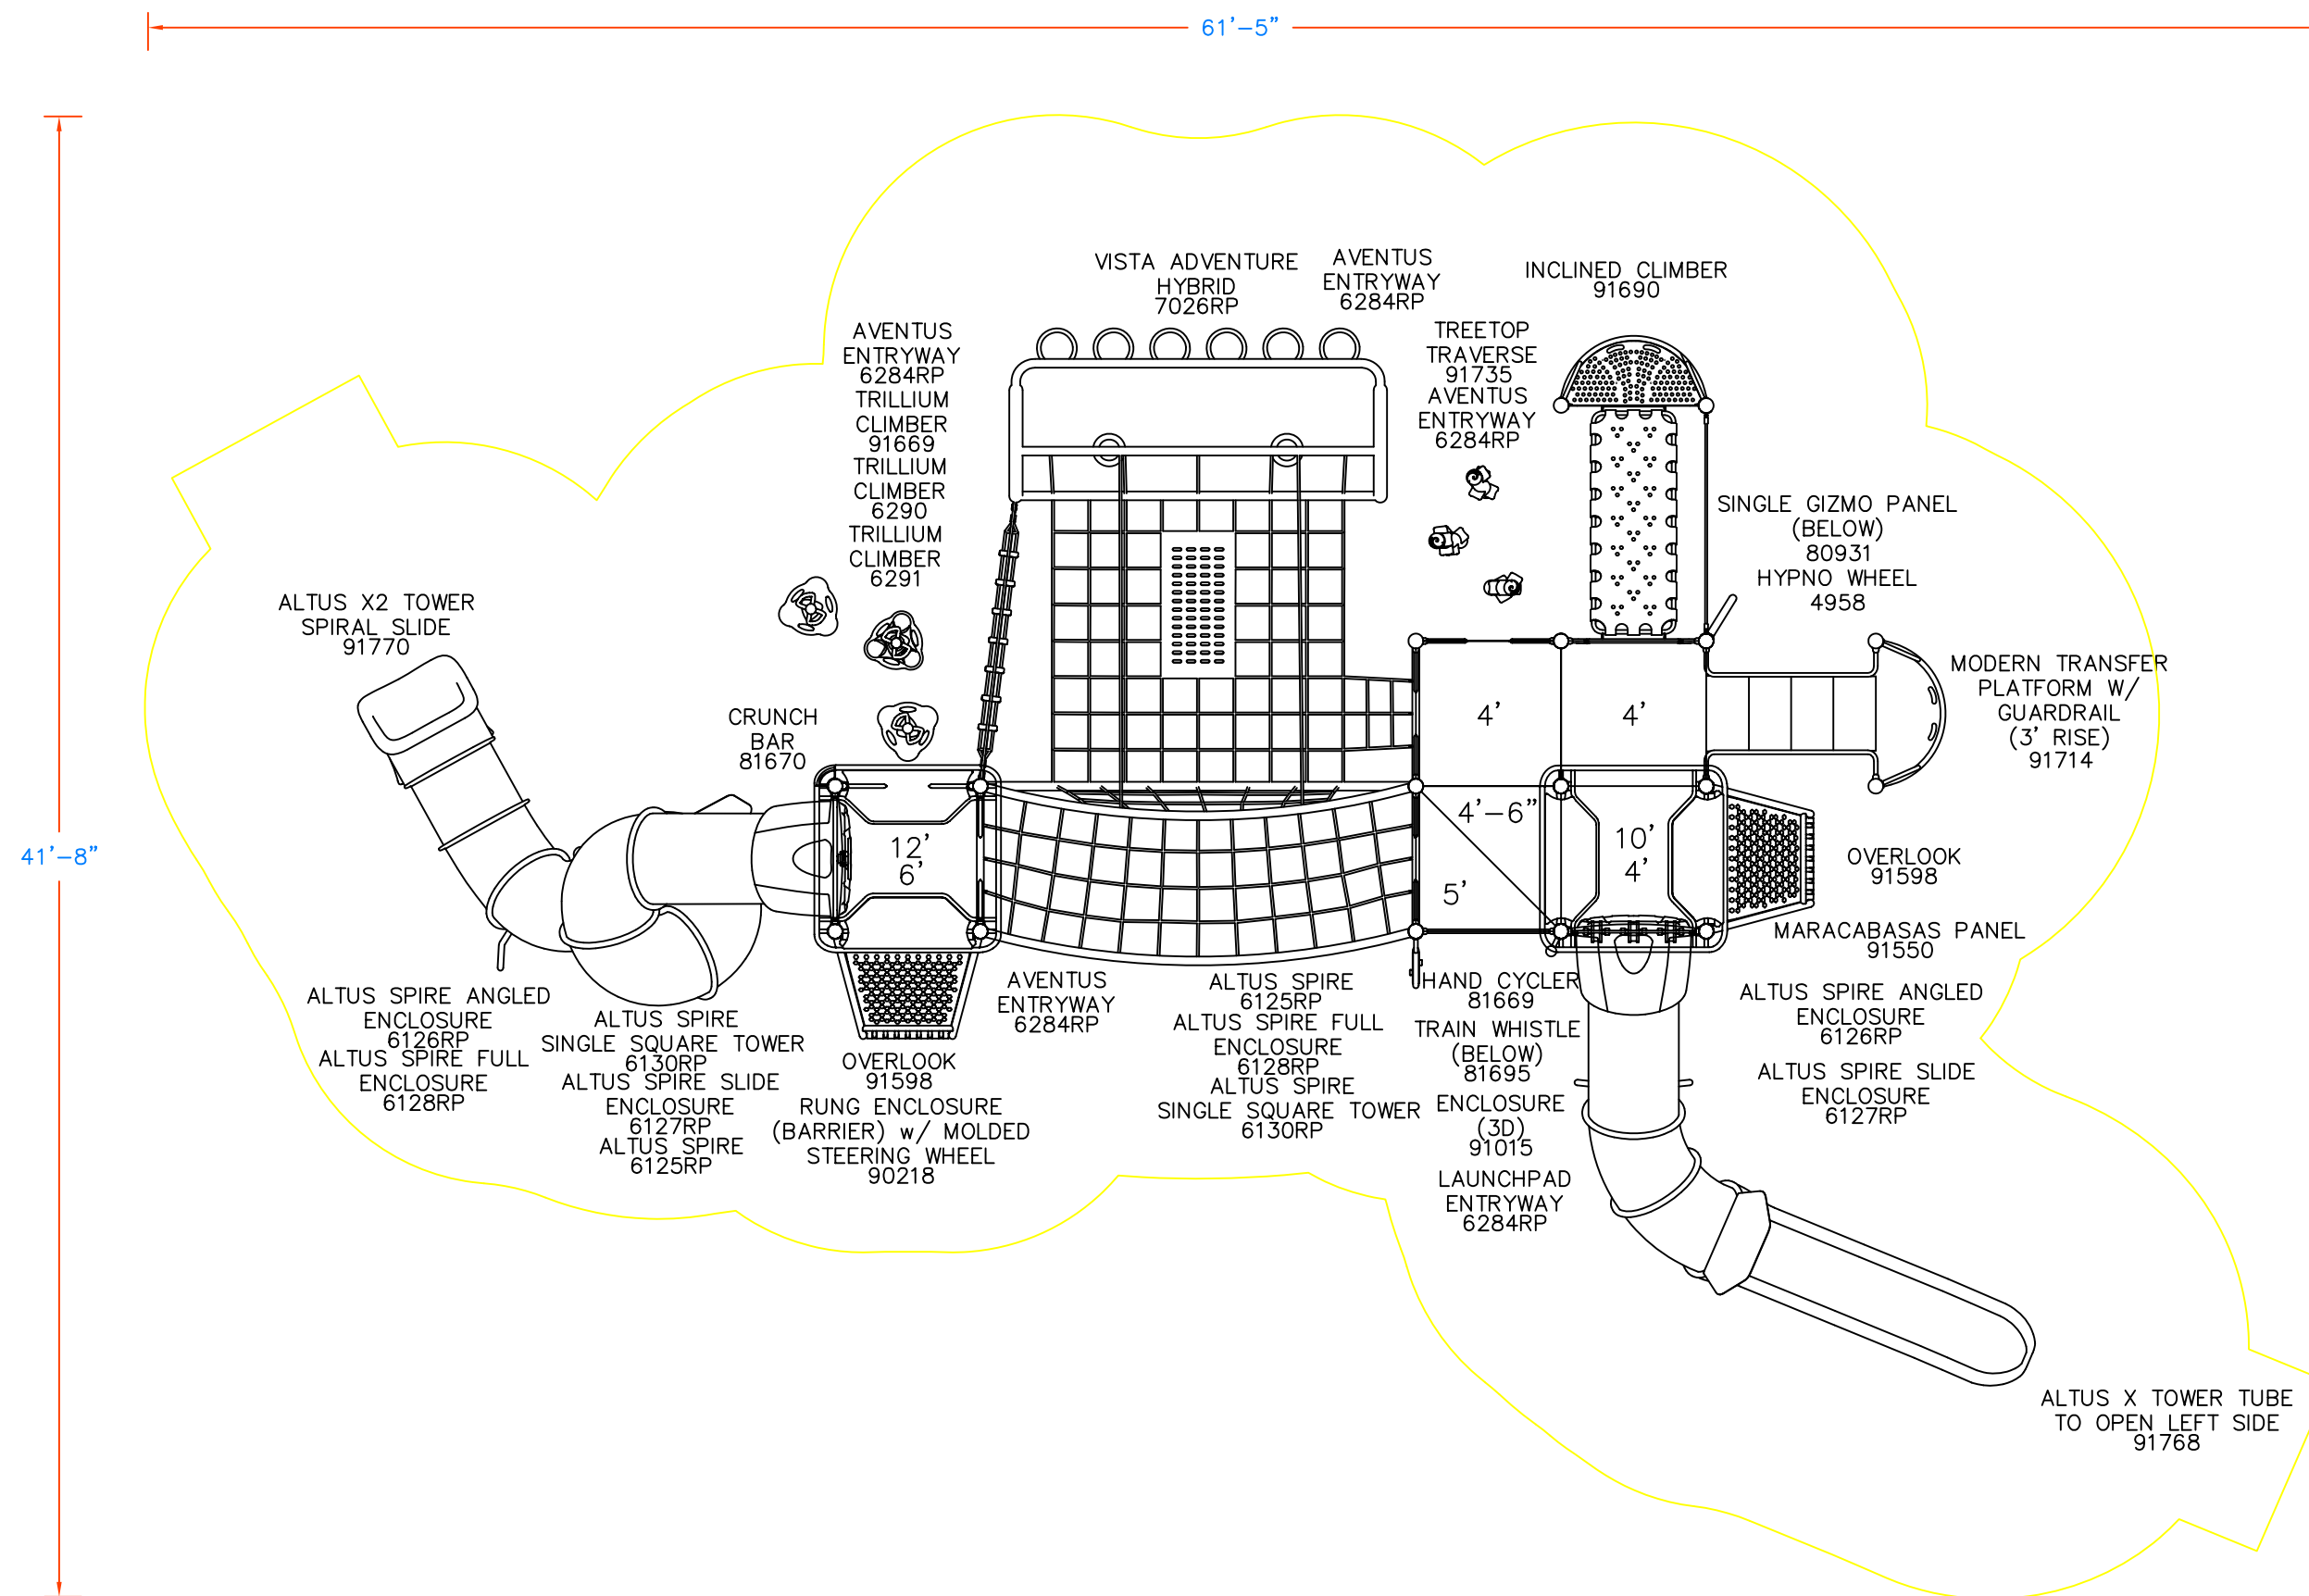 61'-5"
41'-8"
VISTA ADVENTURE
HYBRID
7026RP
AVENTUS
ENTRYWAY
6284RP
INCLINED CLIMBER
91690
AVENTUS
ENTRYWAY
6284RP
TRILLIUM
CLIMBER
91669
TRILLIUM
CLIMBER
6290
TRILLIUM
CLIMBER
6291
TREETOP
TRAVERSE
91735
AVENTUS
ENTRYWAY
6284RP
SINGLE GIZMO PANEL
(BELOW)
80931
HYPNO WHEEL
4958
ALTUS X2 TOWER
SPIRAL SLIDE
91770
CRUNCH
BAR
81670
MODERN TRANSFER
PLATFORM W/
GUARDRAIL
(3' RISE)
91714
4'
4'
4'-6"
5'
10'
4'
12'
6'
OVERLOOK
91598
MARACABASAS PANEL
91550
ALTUS SPIRE ANGLED
ENCLOSURE
6126RP
ALTUS SPIRE FULL
ENCLOSURE
6128RP
ALTUS SPIRE
SINGLE SQUARE TOWER
6130RP
ALTUS SPIRE SLIDE
ENCLOSURE
6127RP
ALTUS SPIRE
6125RP
OVERLOOK
91598
RUNG ENCLOSURE
(BARRIER) w/ MOLDED
STEERING WHEEL
90218
AVENTUS
ENTRYWAY
6284RP
ALTUS SPIRE
6125RP
ALTUS SPIRE FULL
ENCLOSURE
6128RP
ALTUS SPIRE
SINGLE SQUARE TOWER
6130RP
HAND CYCLER
81669
TRAIN WHISTLE
(BELOW)
81695
ENCLOSURE
(3D)
91015
LAUNCHPAD
ENTRYWAY
6284RP
ALTUS SPIRE ANGLED
ENCLOSURE
6126RP
ALTUS SPIRE SLIDE
ENCLOSURE
6127RP
ALTUS X TOWER TUBE
TO OPEN LEFT SIDE
91768